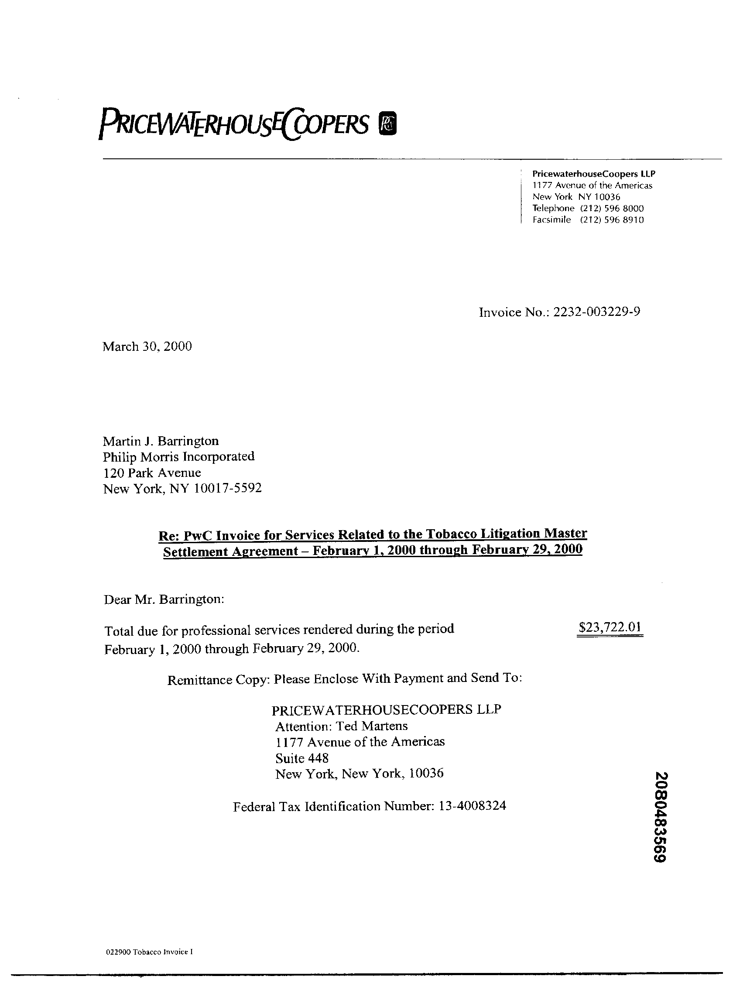 PRICEWATERHOUSECOOPERS
PricewaterhouseCoopers LLP
1177 Avenue of the Americas
New York NY 10036
Telephone (212) 596 8000
Facsimile (212) 596 8910
Invoice No.: 2232-003229-9
March 30, 2000
Martin J. Barrington
Philip Morris Incorporated
120 Park Avenue
New York, NY 10017-5592
Re: PwC Invoice for Services Related to the Tobacco Litigation Master
Settlement Agreement – February 1, 2000 through February 29, 2000
Dear Mr. Barrington:
Total due for professional services rendered during the period $23,722.01
February 1, 2000 through February 29, 2000.
Remittance Copy: Please Enclose With Payment and Send To:
PRICEWATERHOUSECOOPERS LLP
Attention: Ted Martens
1177 Avenue of the Americas
Suite 448
New York, New York, 10036
Federal Tax Identification Number: 13-4008324
2080483569
022900 Tobacco Invoice 1